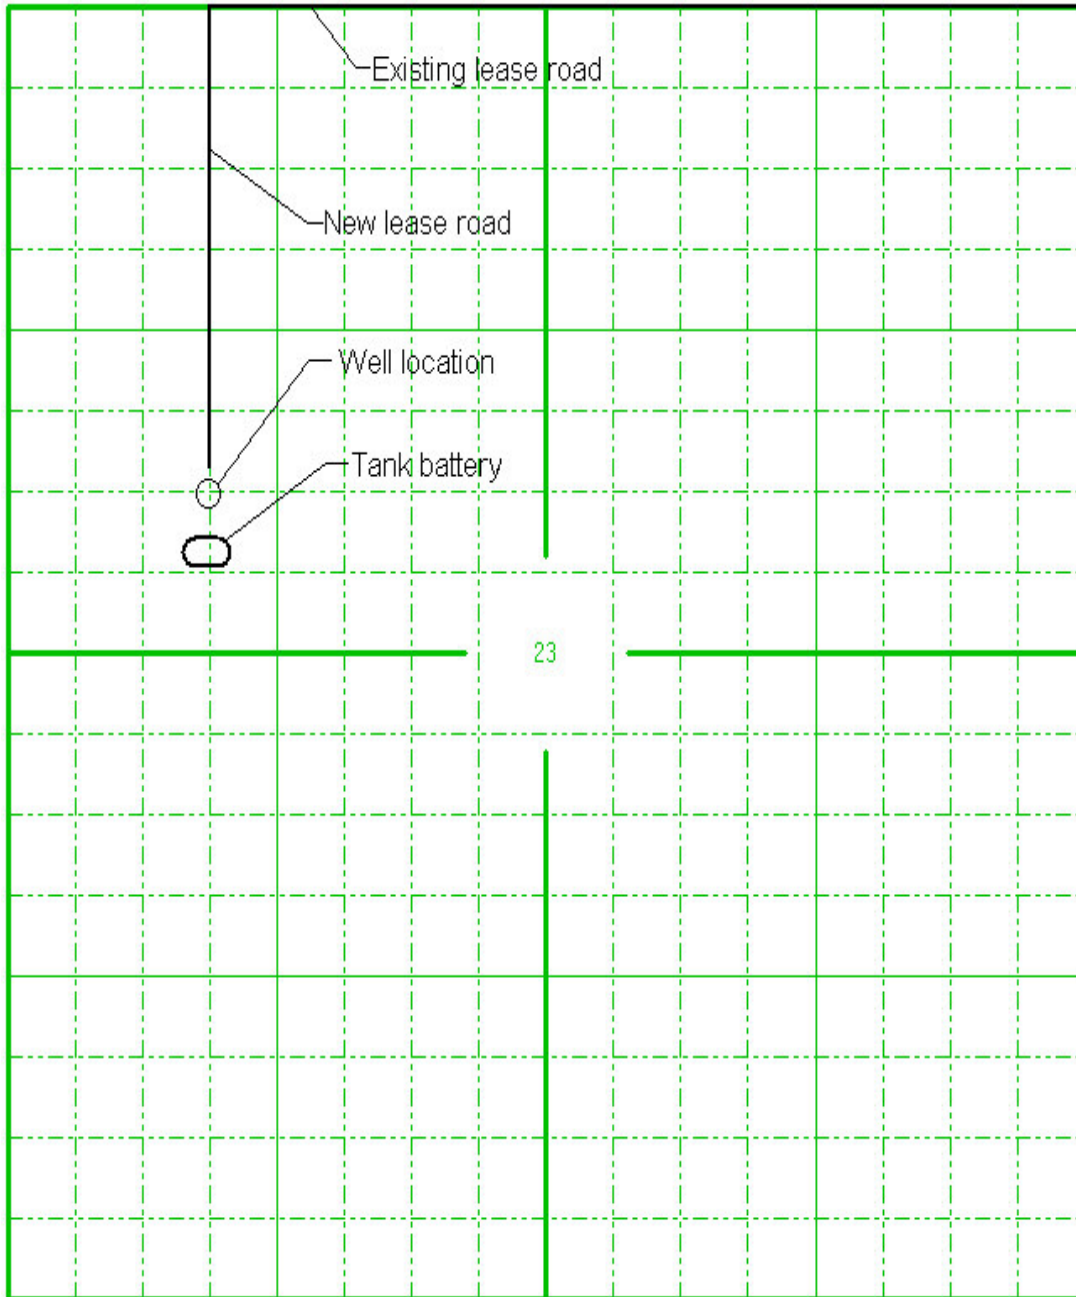 Existing lease road
New lease road
Well location
Tank battery
23